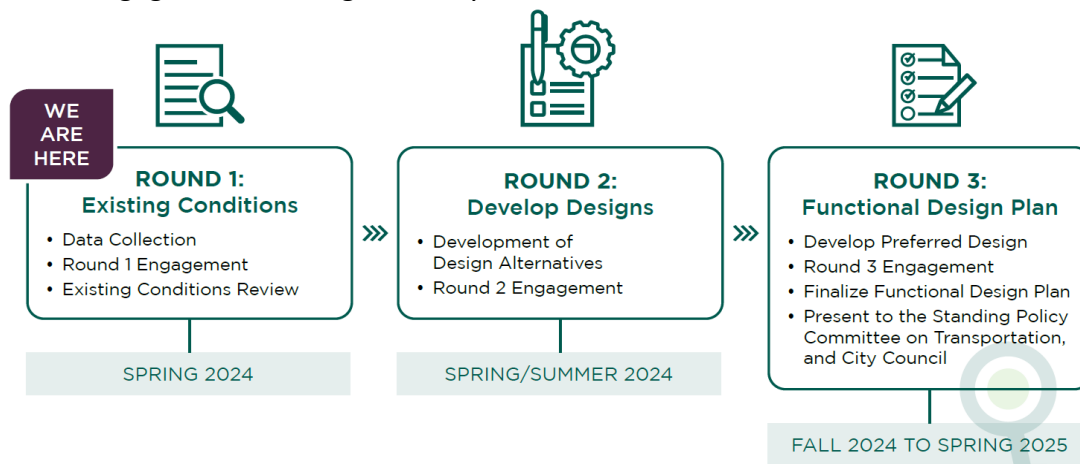 WE
ARE
HERE
ROUND 1:
Existing Conditions
• Data Collection
• Round 1 Engagement
• Existing Conditions Review
SPRING 2024
ROUND 2:
Develop Designs
• Development of
Design Alternatives
• Round 2 Engagement
SPRING/SUMMER 2024
ROUND 3:
Functional Design Plan
• Develop Preferred Design
• Round 3 Engagement
• Finalize Functional Design Plan
• Present to the Standing Policy
Committee on Transportation,
and City Council
FALL 2024 TO SPRING 2025